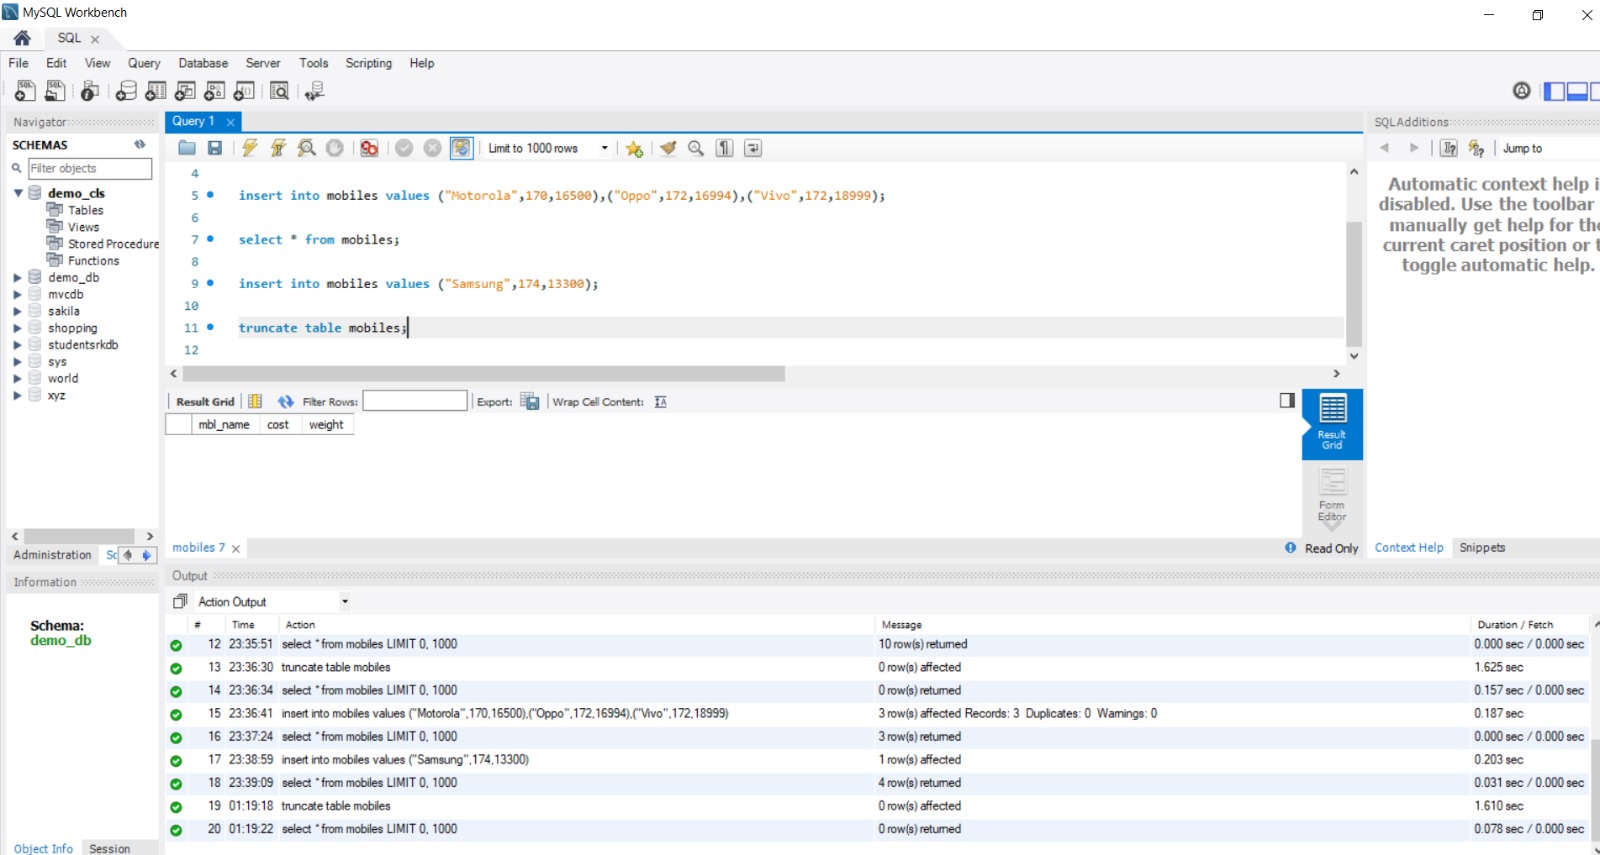 MySQL Workbench
SQL
File Edit View Query Database Server Tools Scripting Help
Navigator
SCHEMAS
Filter objects
demo_cls
Tables
Views
Stored Procedure
Functions
demo_db
mvcdb
sakila
shopping
studentsrkdb
sys
world
xyz
Administration Sc
Information
Schema:
demo_db
Object Info Session
Query 1
Limit to 1000 rows
4
5 insert into mobiles values ("Motorola",170,16500),("Oppo",172,16994),("Vivo",172,18999);
6
7 select * from mobiles;
8
9 insert into mobiles values ("Samsung",174,13300);
10
11 truncate table mobiles;
12
Result Grid Filter Rows: Export: Wrap Cell Content:
mbl_name cost weight
Result
Grid
Form
Editor
mobiles 7
Read Only
SQLAdditions
Jump to
Automatic context help i
disabled. Use the toolbar
manually get help for the
current caret position or t
toggle automatic help.
Context Help Snippets
Output
Action Output
# Time Action Message Duration / Fetch
12 23:35:51 select * from mobiles LIMIT 0, 1000 10 row(s) returned 0.000 sec / 0.000 sec
13 23:36:30 truncate table mobiles 0 row(s) affected 1.625 sec
14 23:36:34 select * from mobiles LIMIT 0, 1000 0 row(s) returned 0.157 sec / 0.000 sec
15 23:36:41 insert into mobiles values ("Motorola",170,16500),("Oppo",172,16994),("Vivo",172,18999) 3 row(s) affected Records: 3 Duplicates: 0 Warnings: 0 0.187 sec
16 23:37:24 select * from mobiles LIMIT 0, 1000 3 row(s) returned 0.000 sec / 0.000 sec
17 23:38:59 insert into mobiles values ("Samsung",174,13300) 1 row(s) affected 0.203 sec
18 23:39:09 select * from mobiles LIMIT 0, 1000 4 row(s) returned 0.031 sec / 0.000 sec
19 01:19:18 truncate table mobiles 0 row(s) affected 1.610 sec
20 01:19:22 select * from mobiles LIMIT 0, 1000 0 row(s) returned 0.078 sec / 0.000 sec